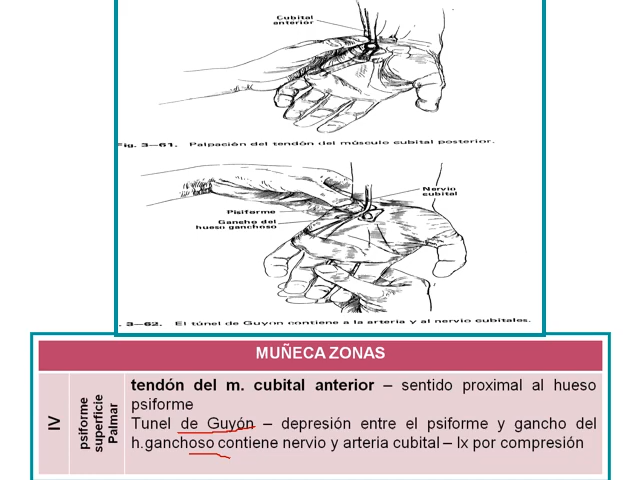 Cubital
anterior
Fig. 3—61. Palpación del tendón del músculo cubital posterior.
Nervio
cubital
Pisiforme
Gancho del
hueso ganchoso
. 3—62. El túnel de Guyon contiene a la arteria y al nervio cubitales.
MUÑECA ZONAS
IV
psiforme
superficie
Palmar
tendón del m. cubital anterior – sentido proximal al hueso
psiforme
Tunel de Guyón – depresión entre el psiforme y gancho del
h.ganchoso contiene nervio y arteria cubital – lx por compresión